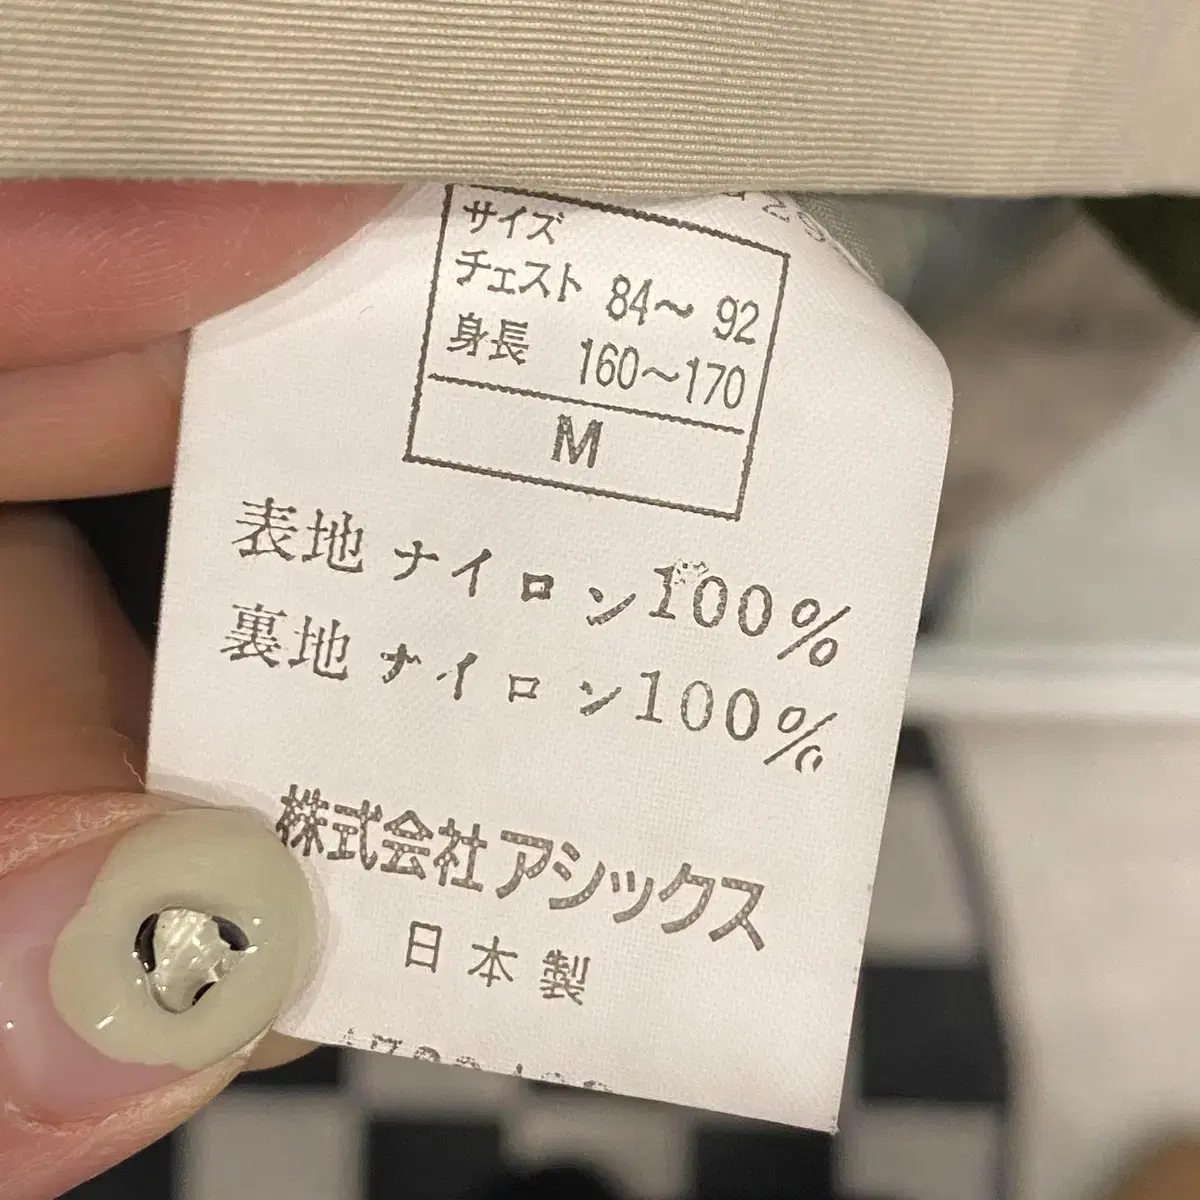 サイズ
チェスト 84～ 92
身長 160～170
M
表地 ナイロン100%
裏地 ナイロン100%
株式会社アシックス
日本製